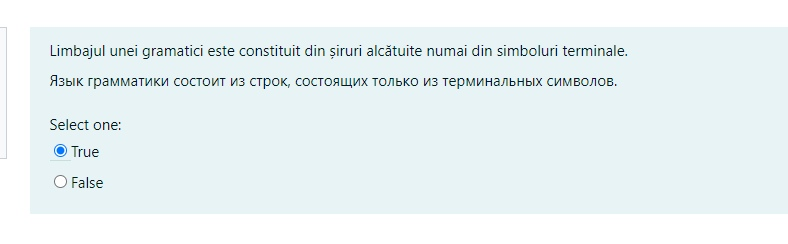 Limbajul unei gramatici este constituit din șiruri alcătuite numai din simboluri terminale.
Язык грамматики состоит из строк, состоящих только из терминальных символов.
Select one:
True
False